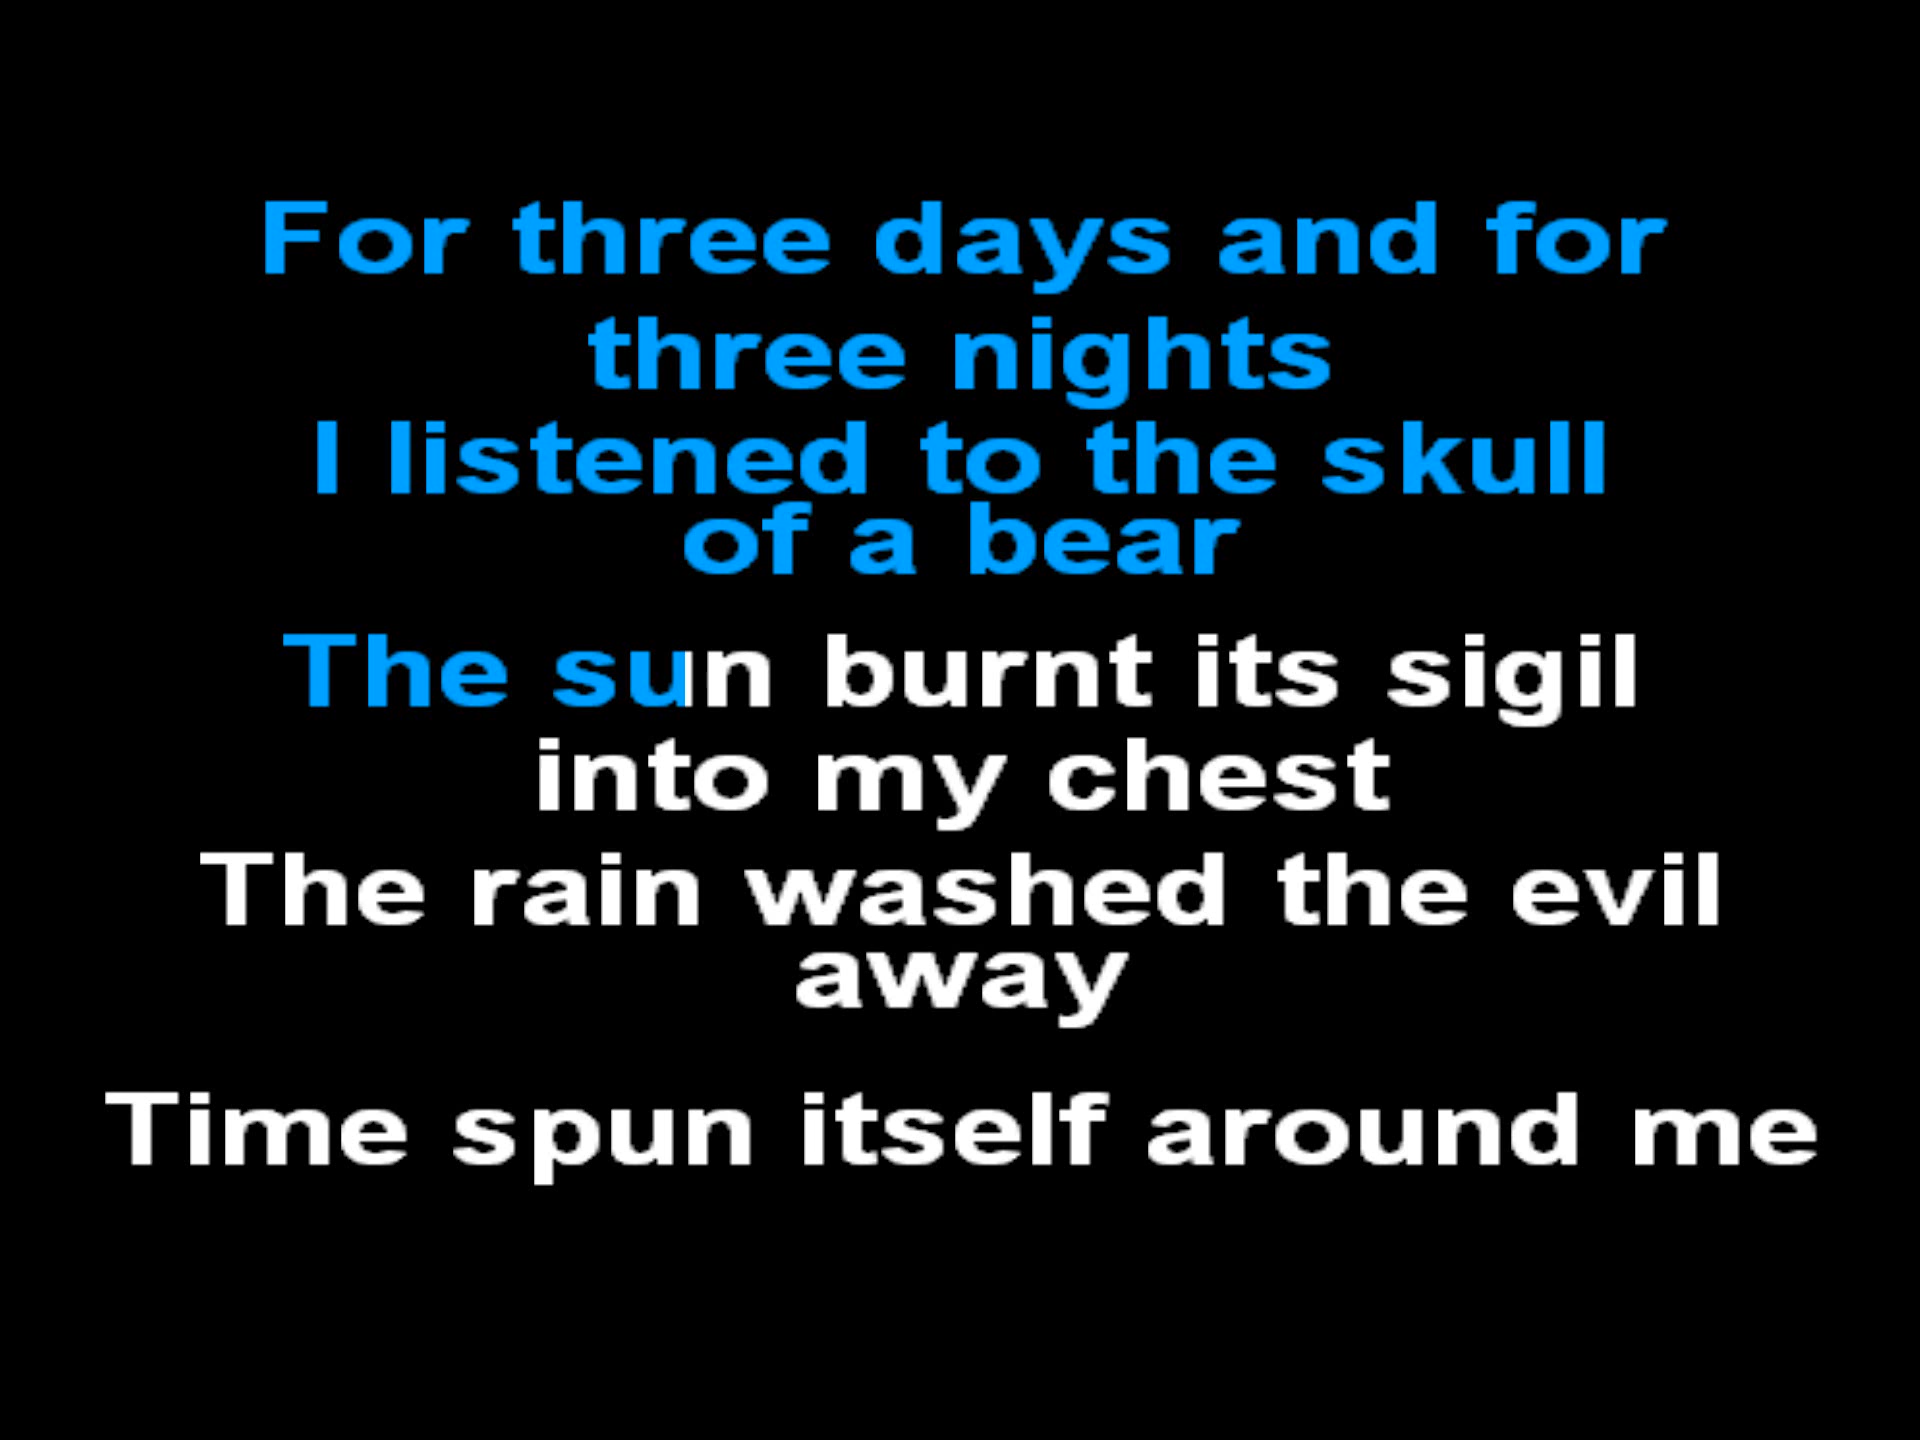 For three days and for
three nights
I listened to the skull
of a bear
The sun burnt its sigil
into my chest
The rain washed the evil
away
Time spun itself around me